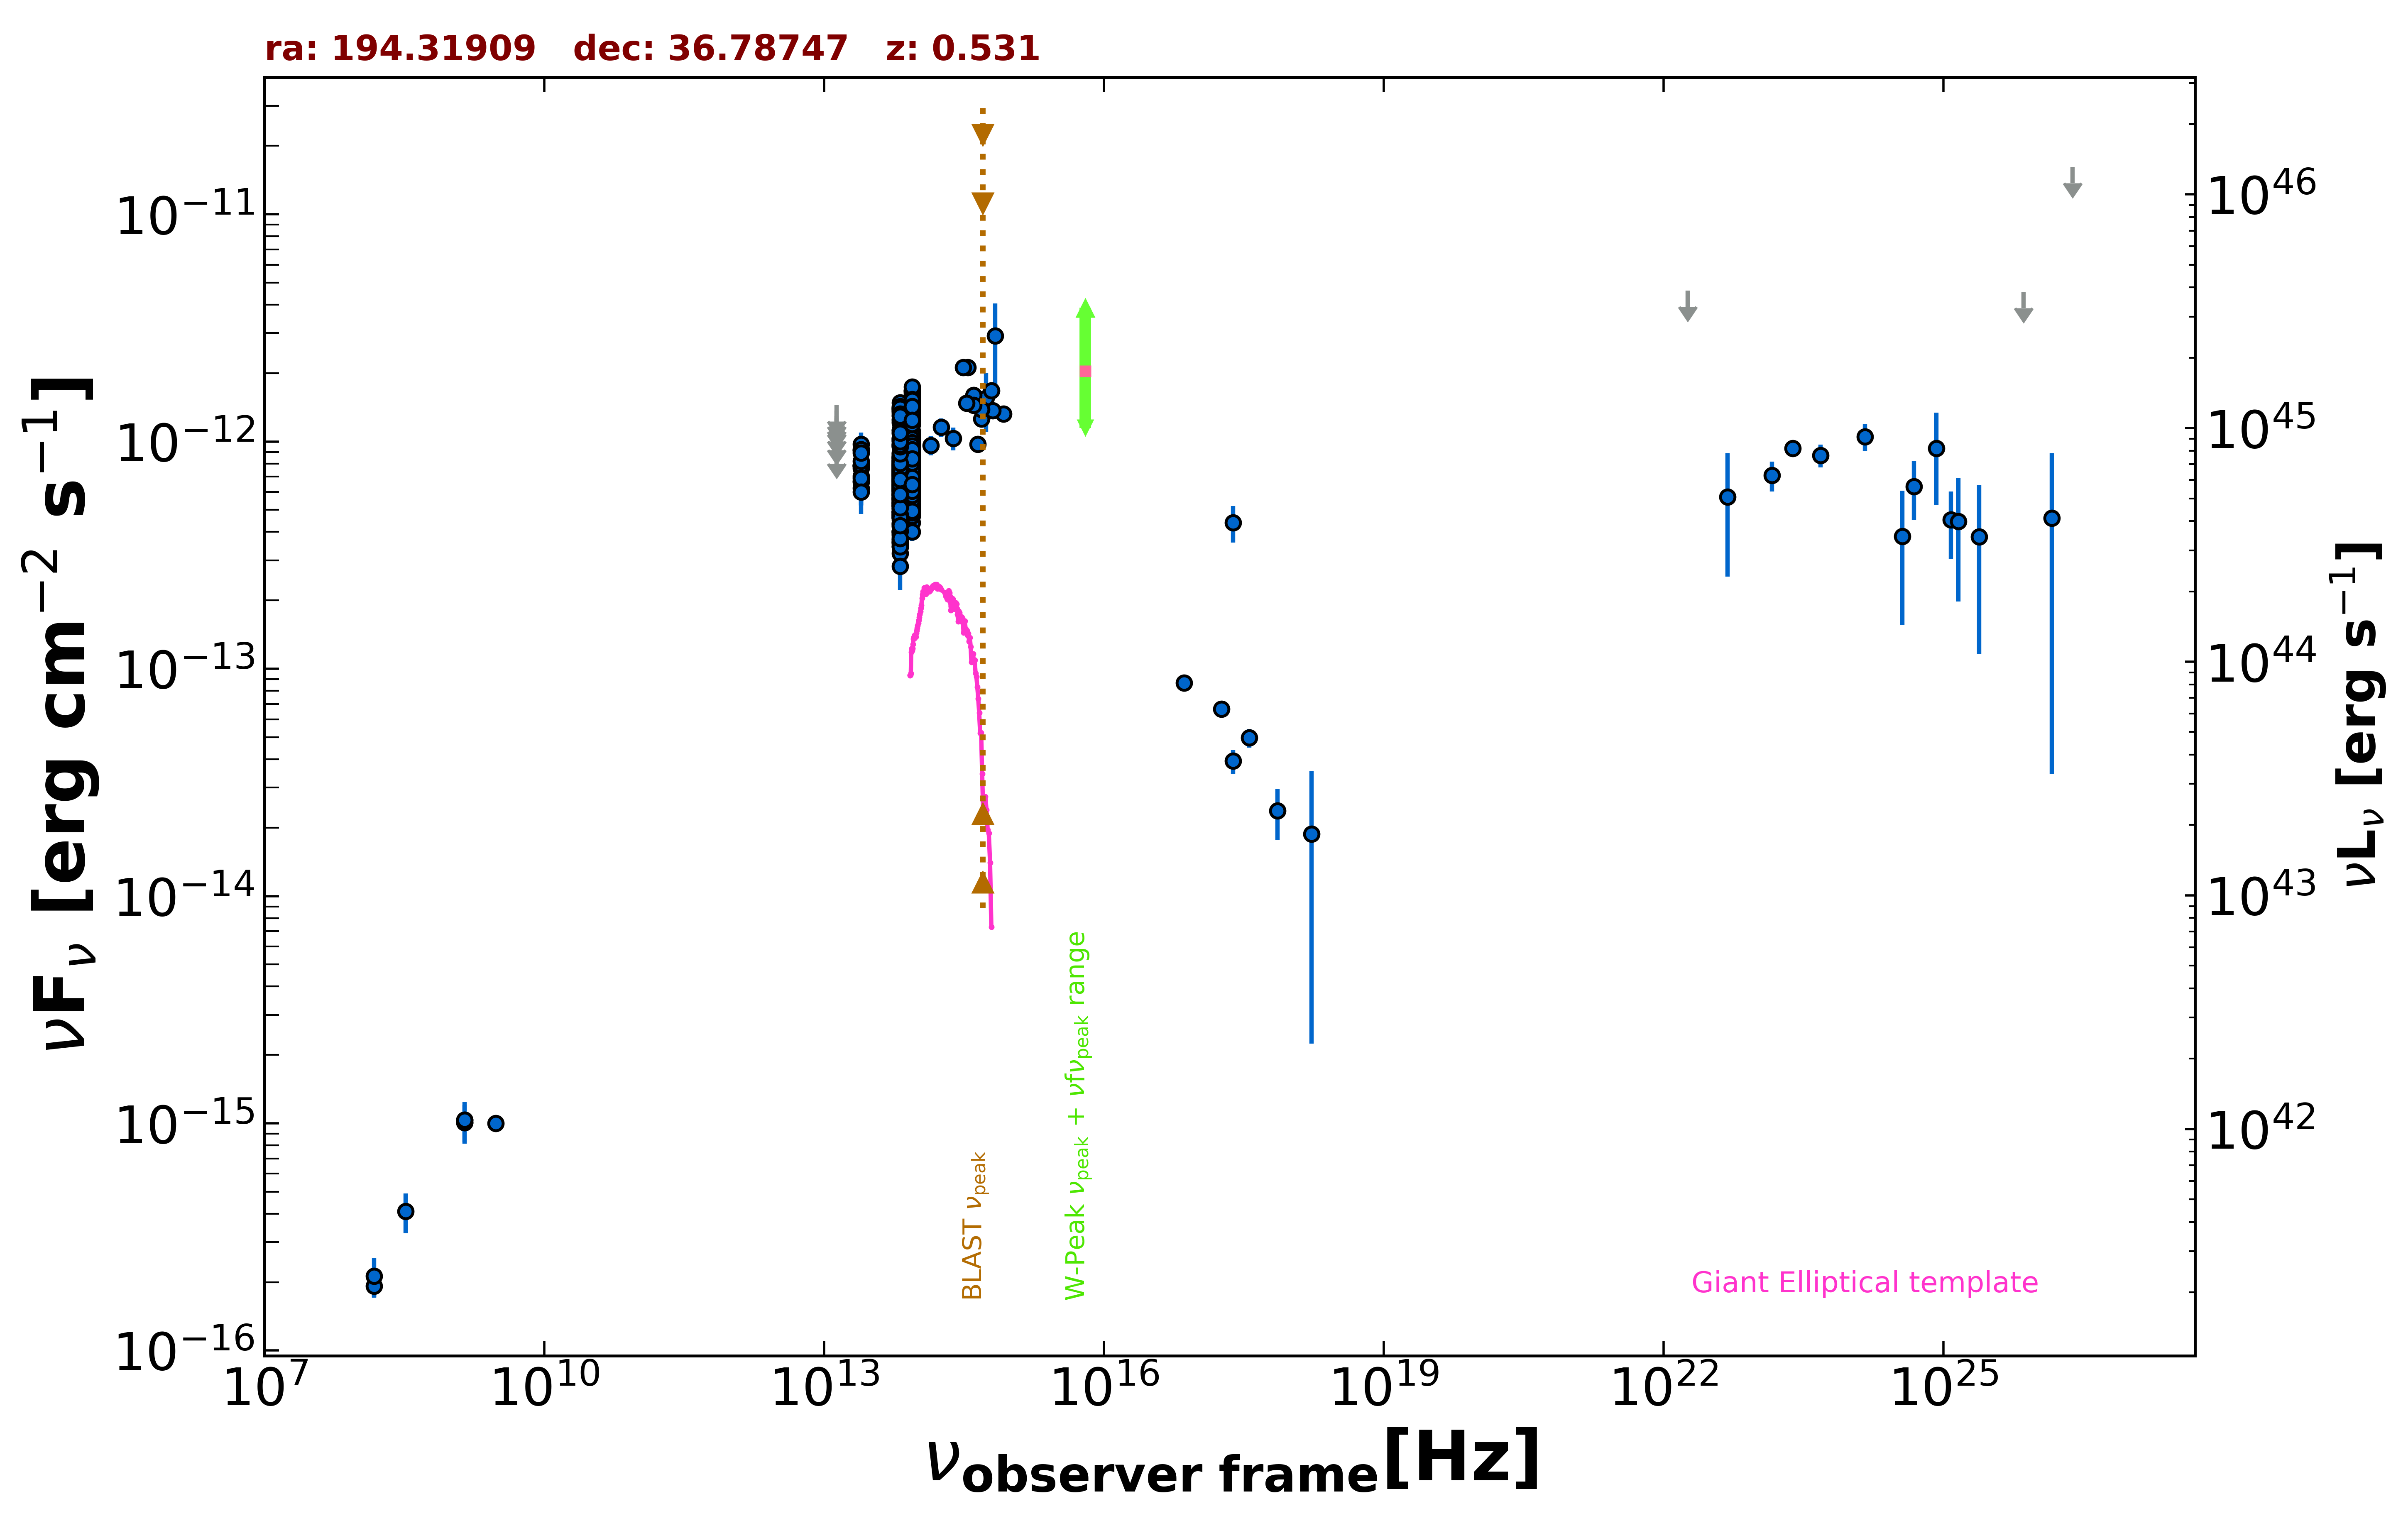 ra: 194.31909   dec: 36.78747   z: 0.531
νFν [erg cm−2 s−1]
10−11
10−12
10−13
10−14
10−15
10−16
1046
1045
1044
1043
1042
νLν [erg s−1]
BLAST νpeak
W-Peak νpeak + νfνpeak range
Giant Elliptical template
107 1010 1013 1016 1019 1022 1025
νobserver frame[Hz]